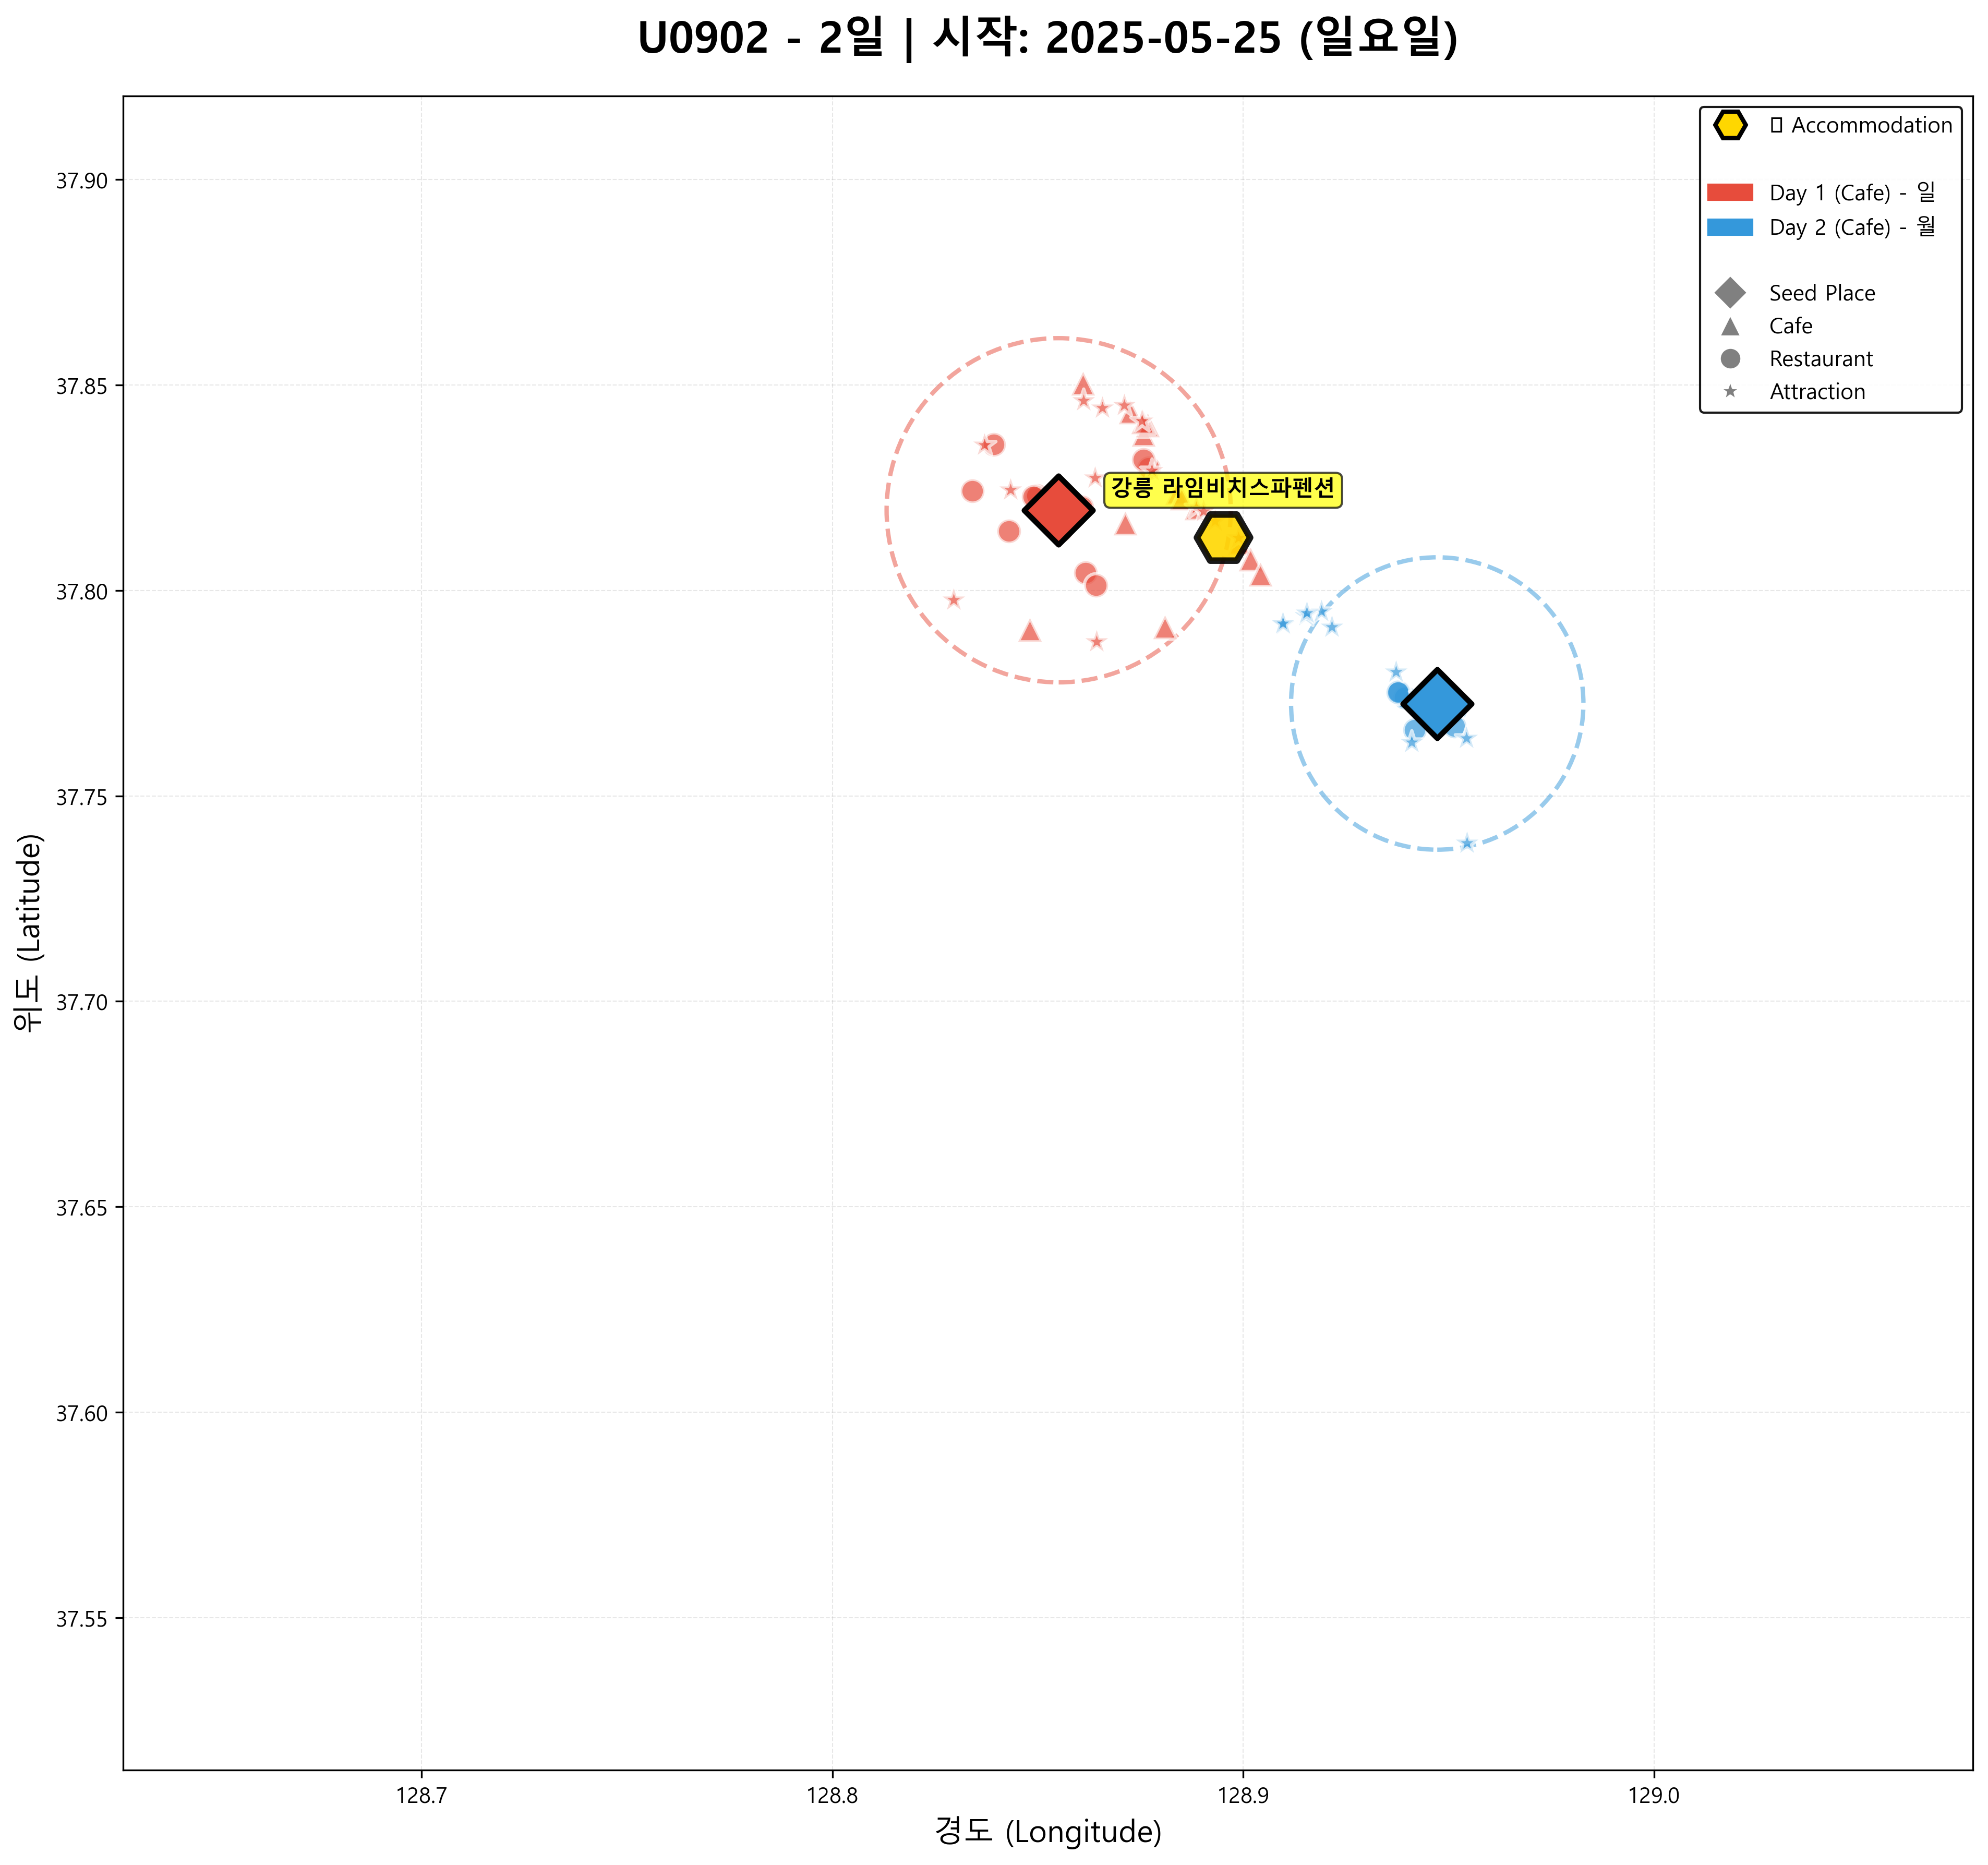 U0902 - 2일 | 시작: 2025-05-25 (일요일)
Accommodation
Day 1 (Cafe) - 일
Day 2 (Cafe) - 월
Seed Place
Cafe
Restaurant
Attraction
강릉 라임비치스파펜션
37.90
37.85
37.80
37.75
37.70
37.65
37.60
37.55
위도 (Latitude)
128.7 128.8 128.9 129.0
경도 (Longitude)